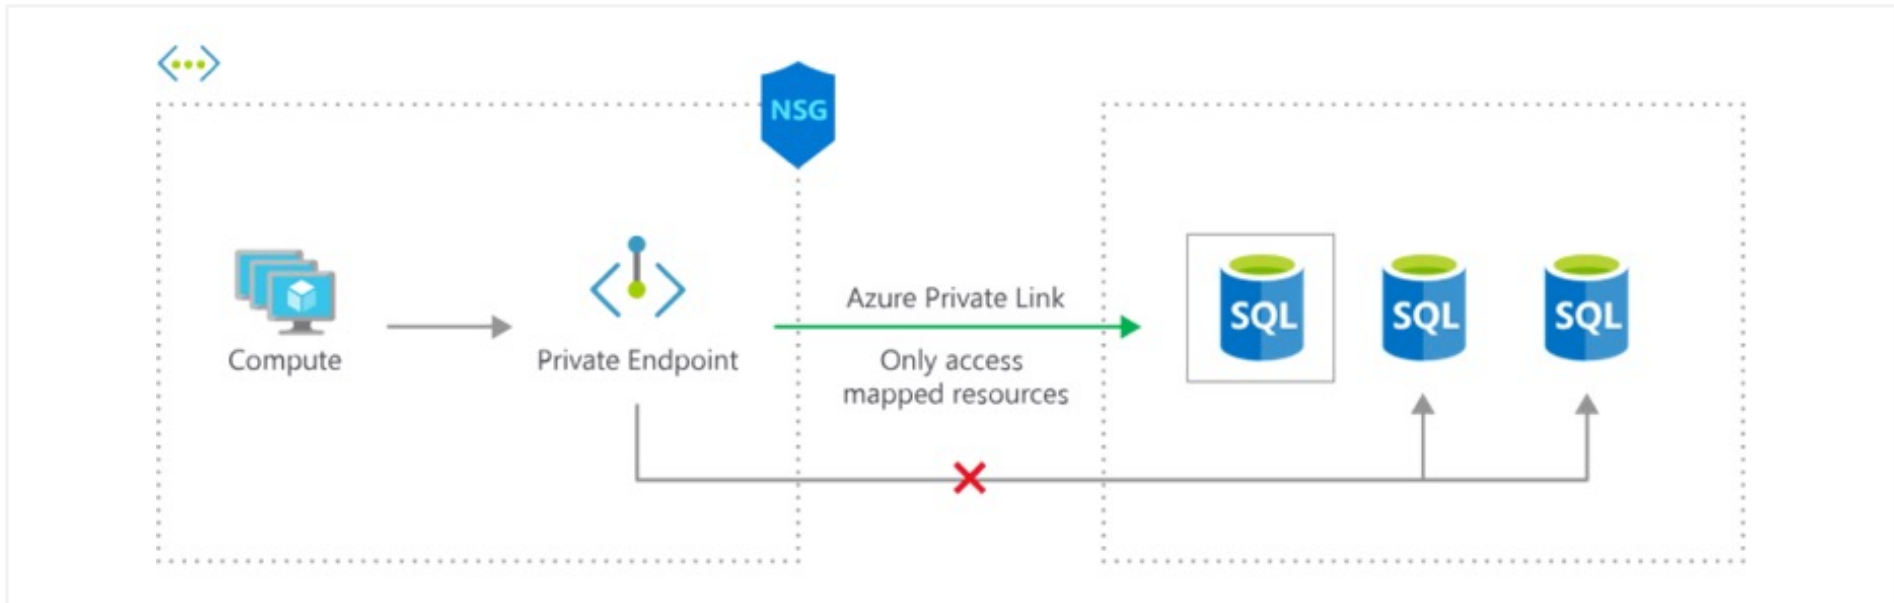 NSG
Compute
Private Endpoint
Azure Private Link
Only access
mapped resources
SQL
SQL
SQL